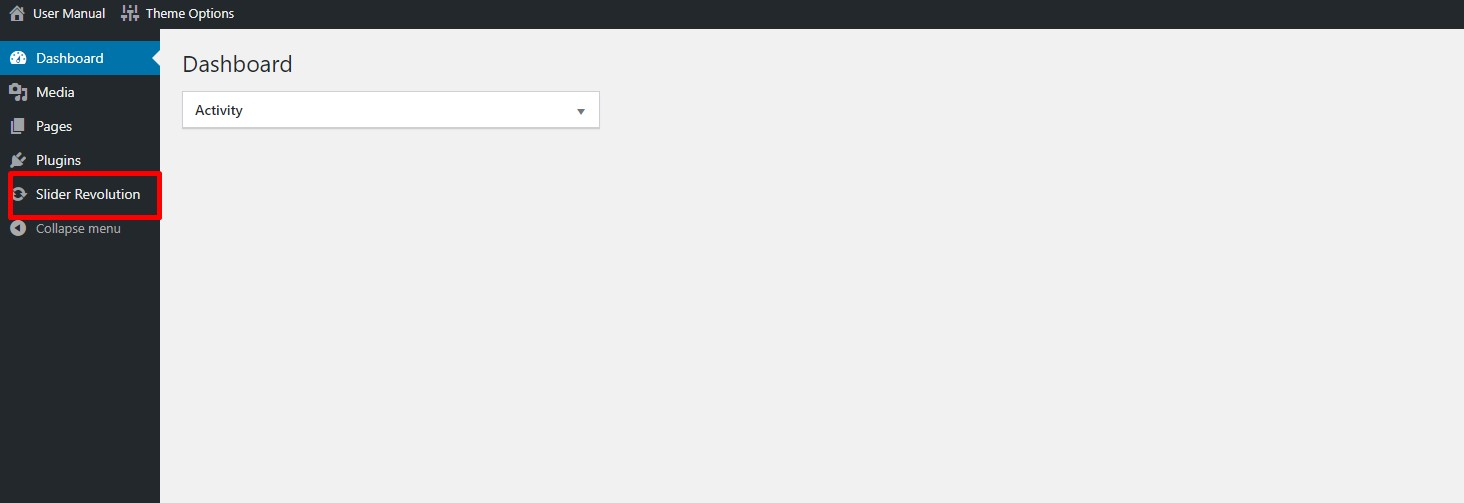 User Manual Theme Options
Dashboard
Media
Pages
Plugins
Slider Revolution
Collapse menu
Dashboard
Activity